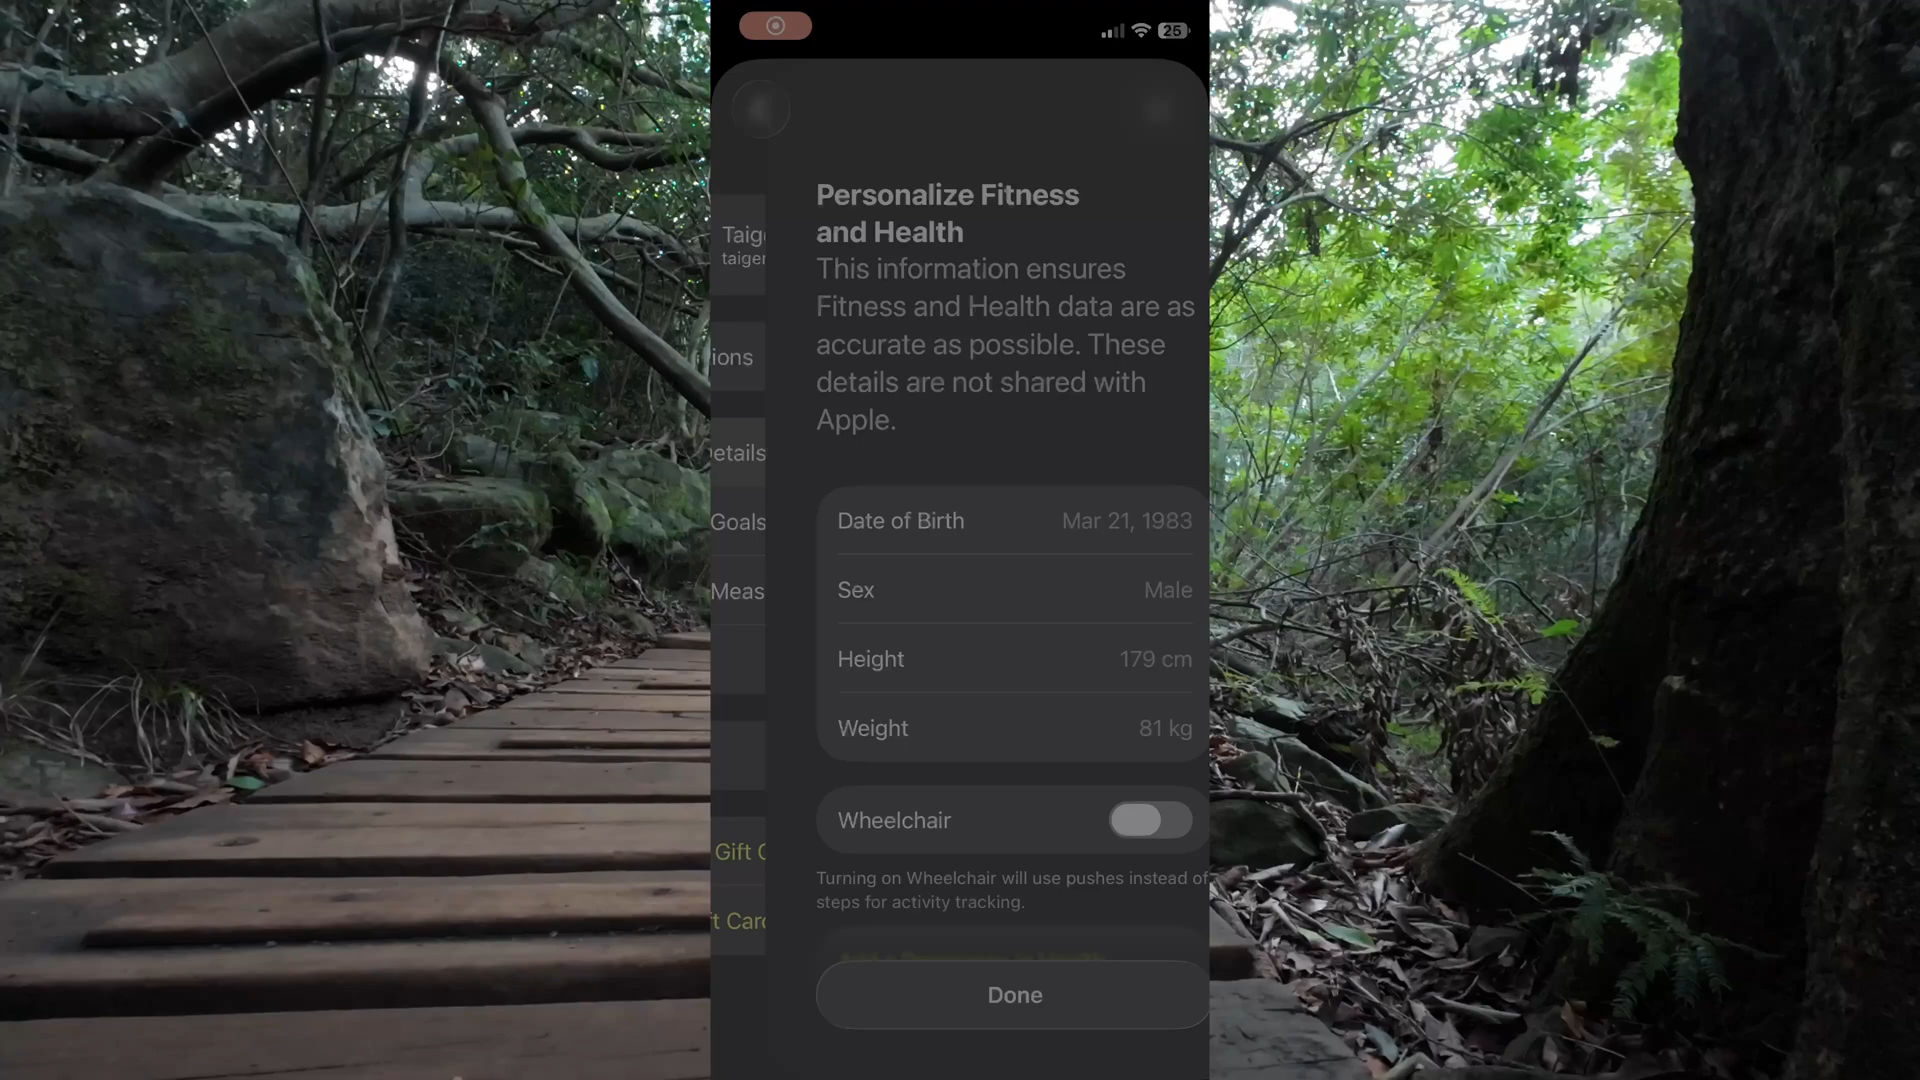 25
Personalize Fitness
and Health
This information ensures
Fitness and Health data are as
accurate as possible. These
details are not shared with
Apple.
Taig
taiger
ions
etails
Goals
Meas
Gift C
t Card
Date of Birth Mar 21, 1983
Sex Male
Height 179 cm
Weight 81 kg
Wheelchair
Turning on Wheelchair will use pushes instead of
steps for activity tracking.
Done